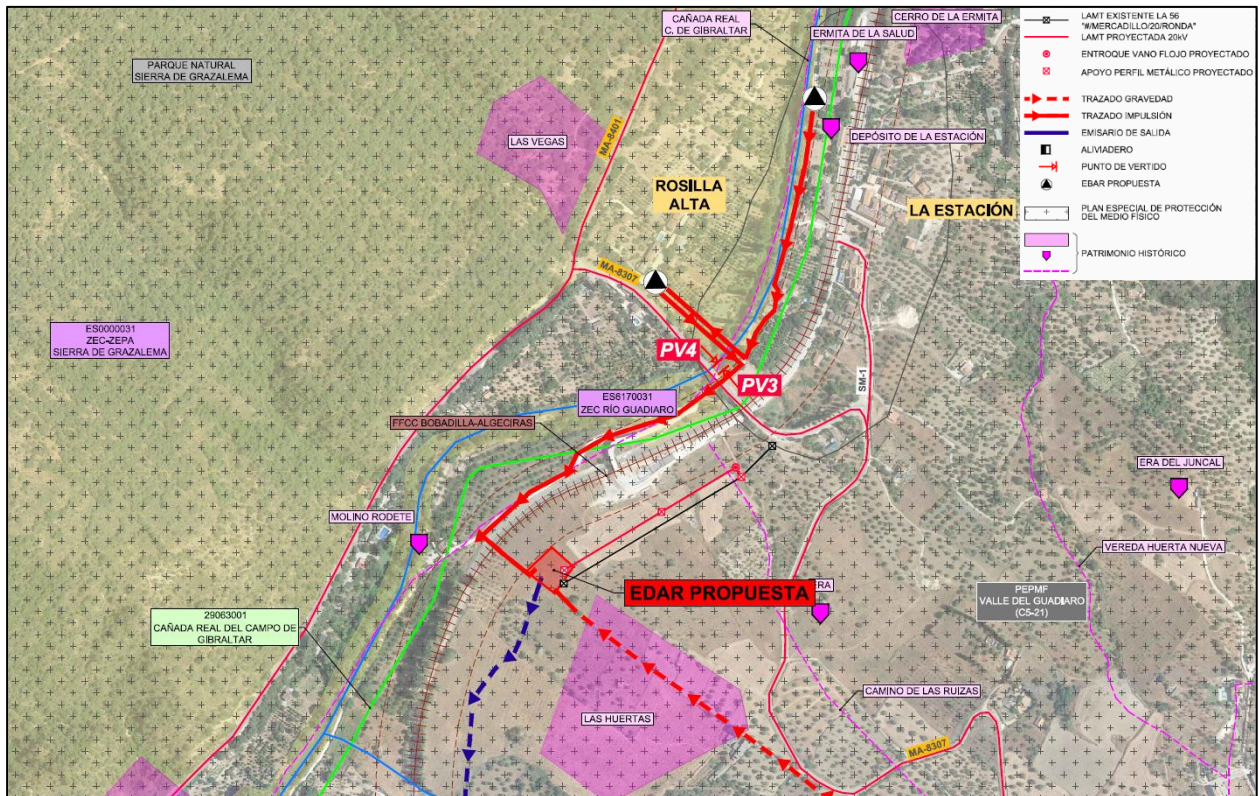 CAÑADA REAL
C. DE GIBRALTAR
CERRO DE LA ERMITA
ERMITA DE LA SALUD
PARQUE NATURAL
SIERRA DE GRAZALEMA
LAS VEGAS
MA-8401
DEPÓSITO DE LA ESTACIÓN
ROSILLA
ALTA
LA ESTACIÓN
MA-8307
ES0000031
ZEC-ZEPA
SIERRA DE GRAZALEMA
PV4
PV3
SM-1
ES6170031
ZEC RÍO GUADIARO
FFCC BOBADILLA-ALGECIRAS
ERA DEL JUNCAL
MOLINO RODETE
VEREDA HUERTA NUEVA
EDAR PROPUESTA
ERA
PEPMF
VALLE DEL GUADIARO
(C5-21)
29063001
CAÑADA REAL DEL CAMPO DE
GIBRALTAR
CAMINO DE LAS RUIZAS
LAS HUERTAS
MA-8307
LAMT EXISTENTE LA 56
"#/MERCADILLO/20/RONDA"
LAMT PROYECTADA 20kV
ENTROQUE VANO FLOJO PROYECTADO
APOYO PERFIL METÁLICO PROYECTADO
TRAZADO GRAVEDAD
TRAZADO IMPULSIÓN
EMISARIO DE SALIDA
ALIVIADERO
PUNTO DE VERTIDO
EBAR PROPUESTA
PLAN ESPECIAL DE PROTECCIÓN
DEL MEDIO FÍSICO
PATRIMONIO HISTÓRICO